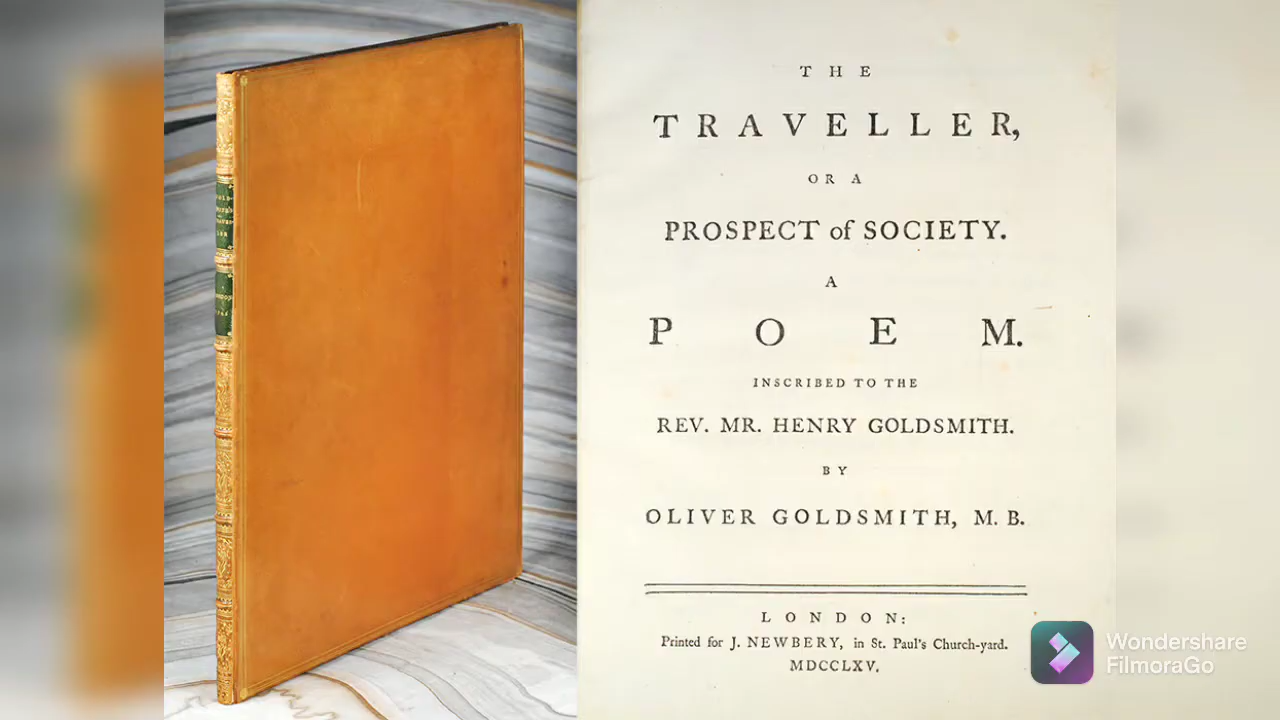 THE
TRAVELLER,
OR A
PROSPECT of SOCIETY.
A
POEM.
INSCRIBED TO THE
REV. MR. HENRY GOLDSMITH.
BY
OLIVER GOLDSMITH, M. B.
LONDON:
Printed for J. NEWBERY, in St. Paul's Church-yard.
MDCCLXV.
Wondershare
FilmoraGo